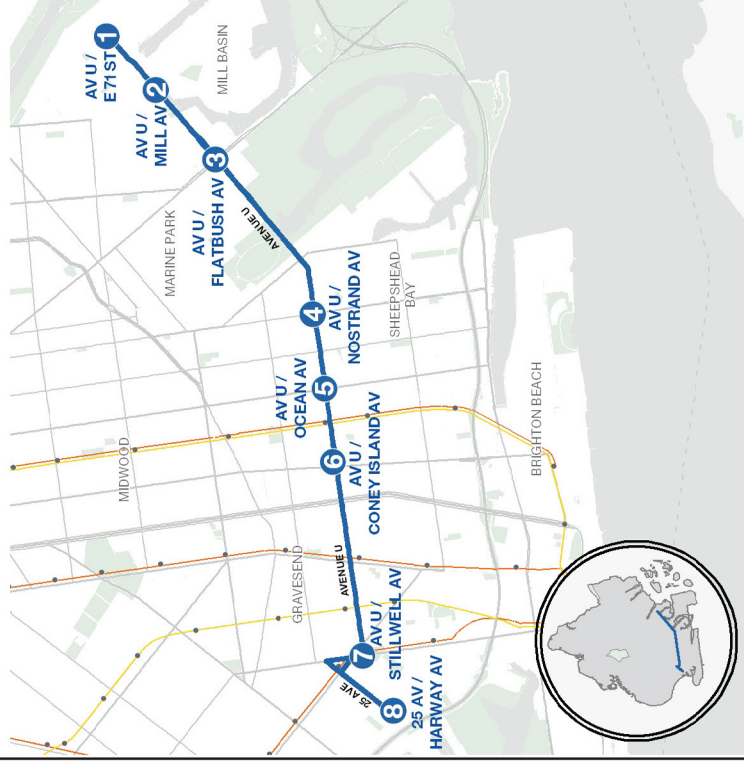 1
AV U /
E 71 ST
2
AV U /
MILL AV
3
AV U /
FLATBUSH AV
MILL BASIN
MARINE PARK
AVENUE U
4
AV U /
NOSTRAND AV
SHEEPSHEAD
BAY
5
AV U /
OCEAN AV
6
AV U /
CONEY ISLAND AV
MIDWOOD
BRIGHTON BEACH
GRAVESEND
AVENUE U
7
AV U /
STILLWELL AV
25 AVE
8
25 AV /
HARWAY AV